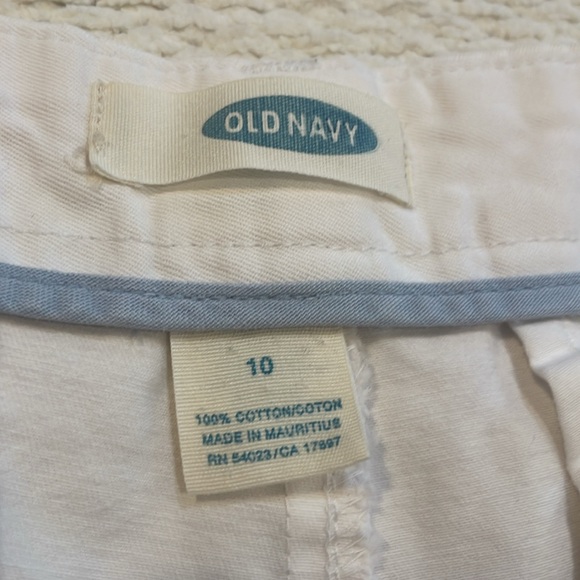 OLD NAVY
10
100% COTTON/COTON
MADE IN MAURITIUS
RN 54023/CA 17897